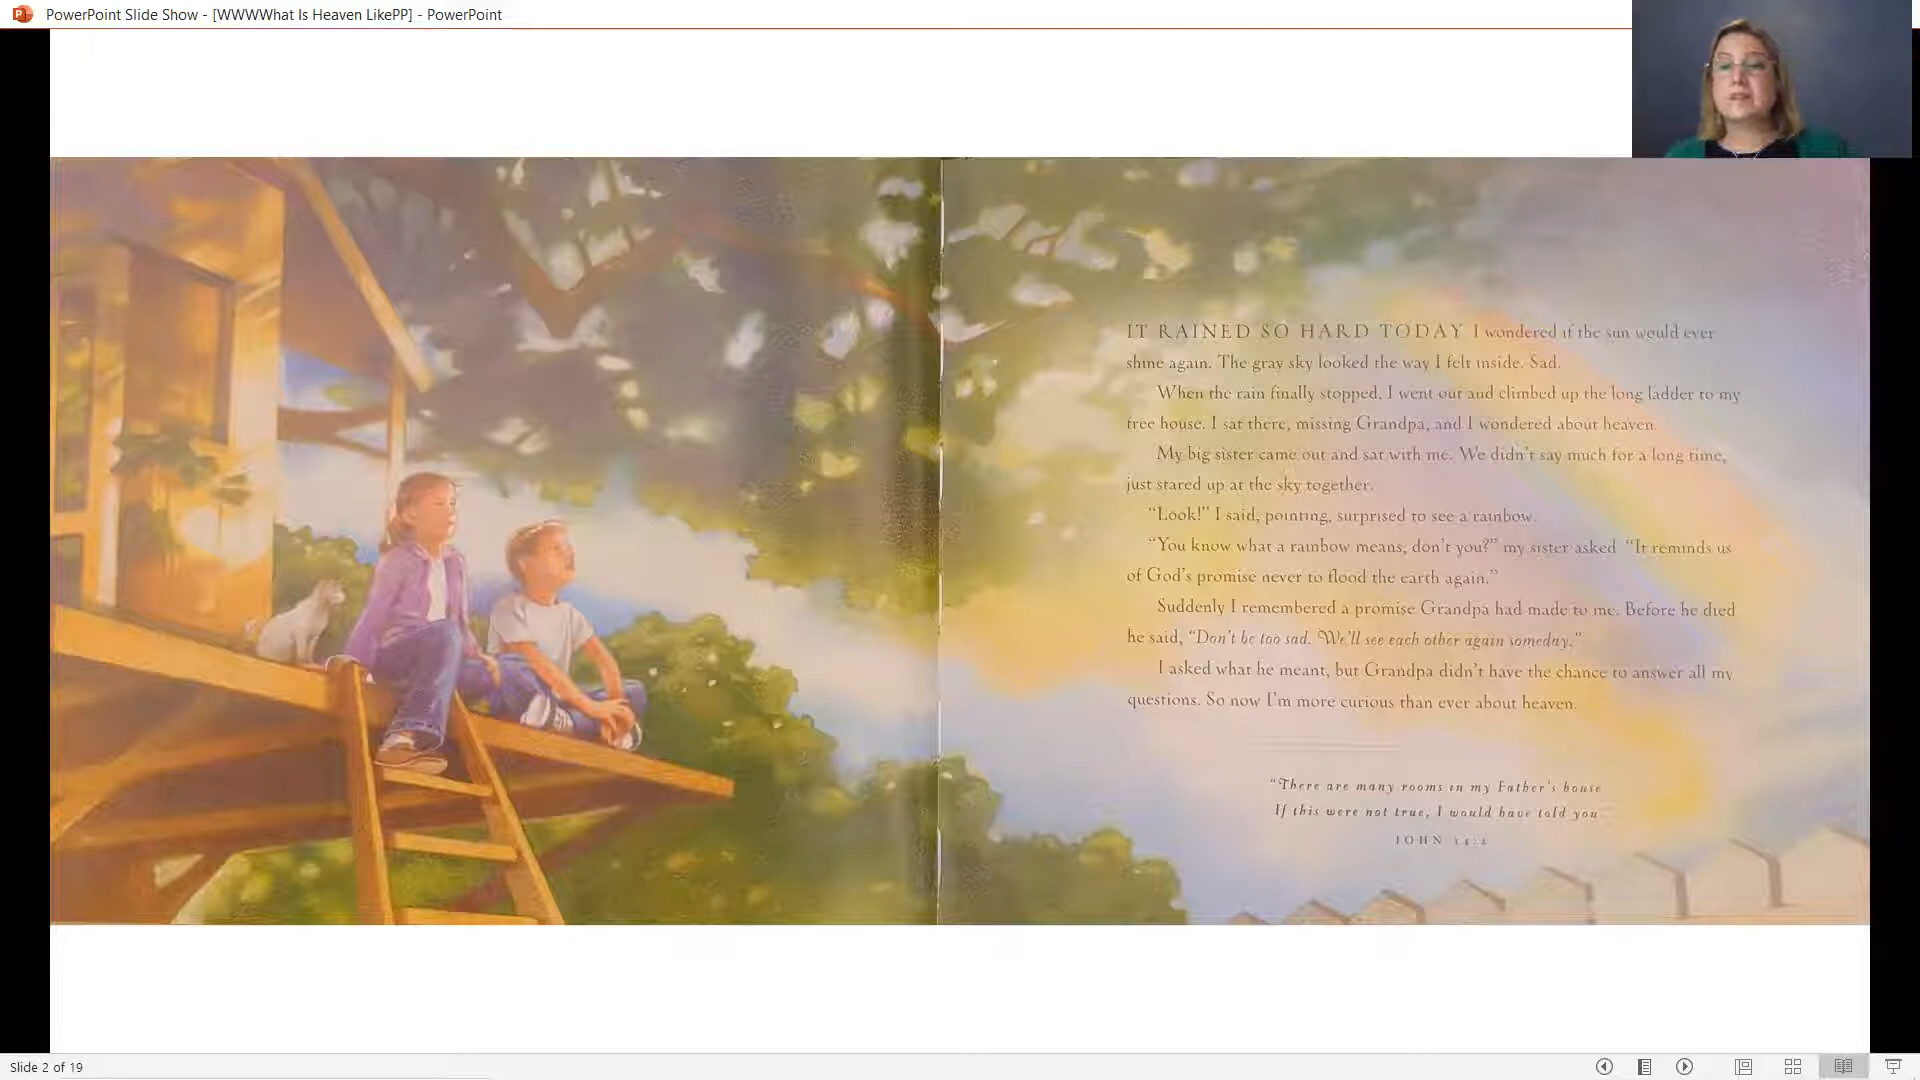 PowerPoint Slide Show - [WWWWhat Is Heaven LikePP] - PowerPoint
IT RAINED SO HARD TODAY I wondered if the sun would ever
shine again. The gray sky looked the way I felt inside. Sad.
When the rain finally stopped, I went out and climbed up the long ladder to my
tree house. I sat there, missing Grandpa, and I wondered about heaven.
My big sister came out and sat with me. We didn't say much for a long time,
just stared up at the sky together.
"Look!" I said, pointing, surprised to see a rainbow.
"You know what a rainbow means, don't you?" my sister asked "It reminds us
of God's promise never to flood the earth again."
Suddenly I remembered a promise Grandpa had made to me. Before he died
he said, "Don't be too sad. We'll see each other again someday."
I asked what he meant, but Grandpa didn't have the chance to answer all my
questions. So now I'm more curious than ever about heaven.
"There are many rooms in my Father's house
If this were not true, I would have told you
JOHN 14:2
Slide 2 of 19